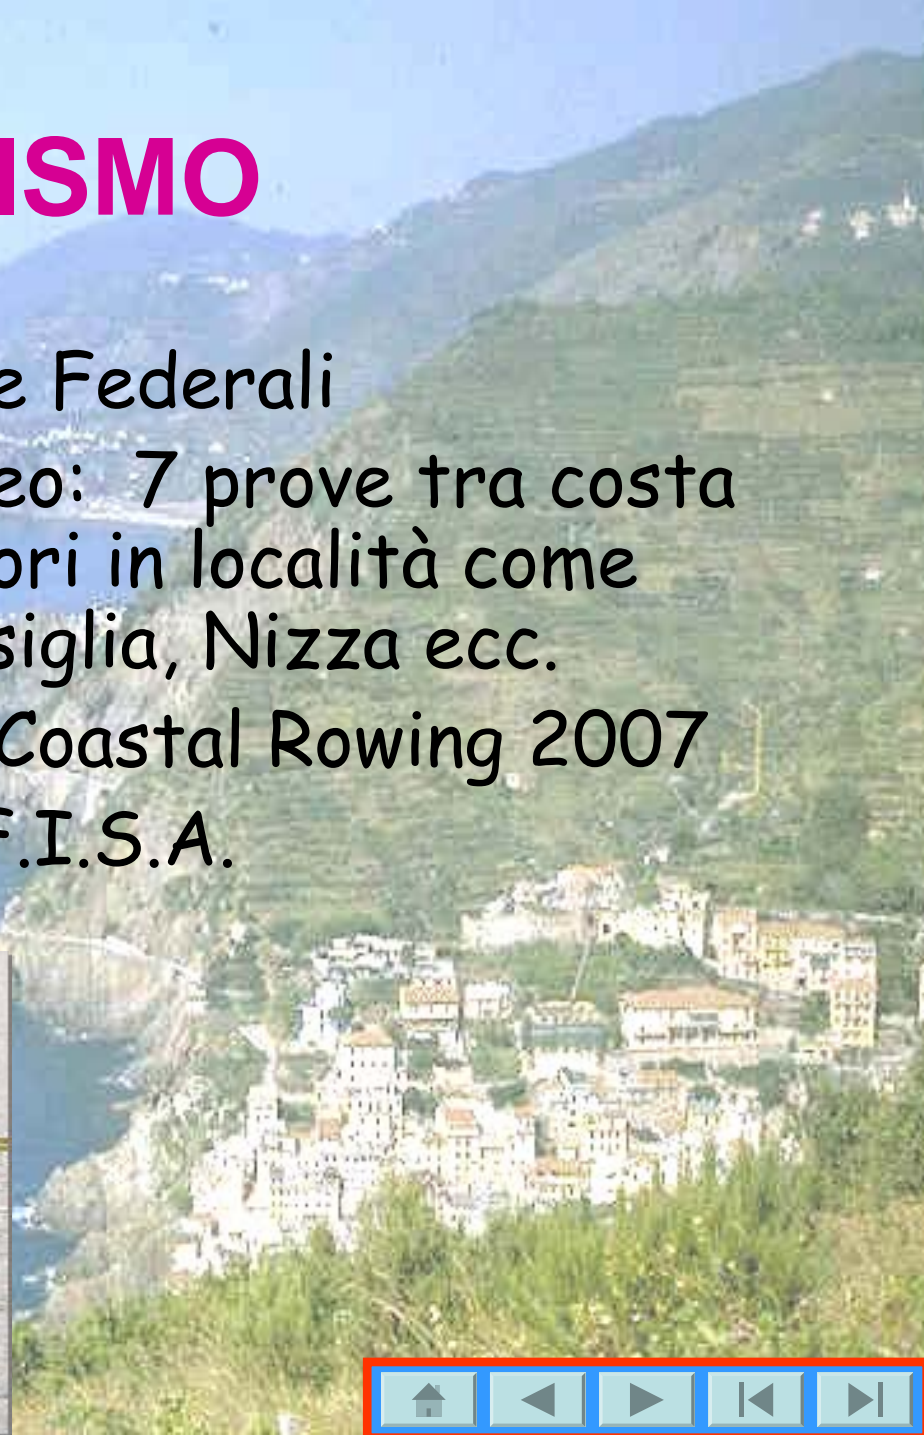 ISMO
e Federali
eo: 7 prove tra costa
ori in località come
siglia, Nizza ecc.
Coastal Rowing 2007
F.I.S.A.